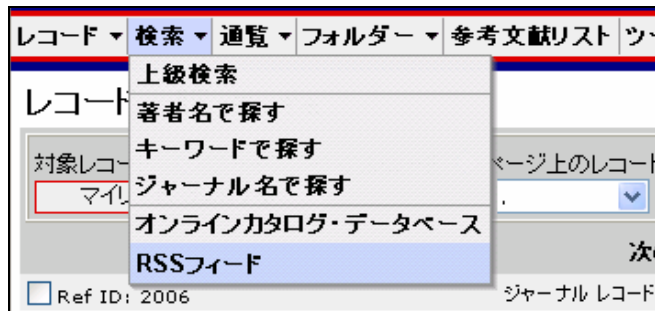 レコード ▼ 検索 ▼ 通覧 ▼ フォルダー ▼ 参考文献リスト ツー
上級検索
レコード
著者名で探す
キーワードで探す
対象レコー
ページ上のレコード
ジャーナル名で探す
マイL
オンラインカタログ・データベース
次の
RSSフィード
Ref ID: 2006
ジャーナル レコード